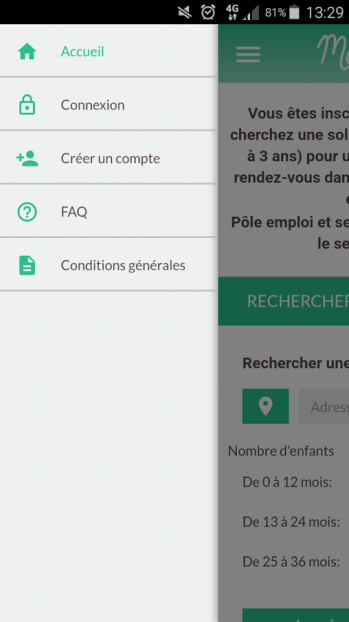 4G 81% 13:29
Accueil
Connexion
Créer un compte
FAQ
Conditions générales
Vous êtes insc
cherchez une sol
à 3 ans) pour u
rendez-vous dan
Pôle emploi et se
le se
RECHERCHER
Rechercher une
Adress
Nombre d'enfants
De 0 à 12 mois:
De 13 à 24 mois:
De 25 à 36 mois: